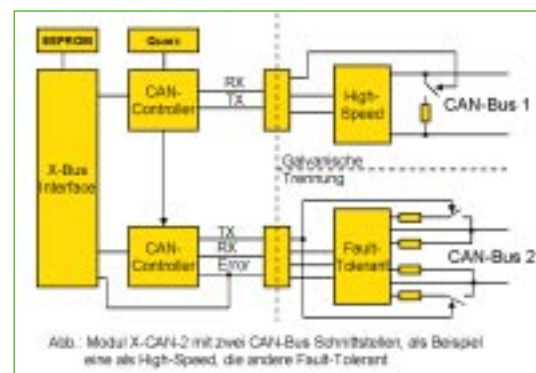 EEPROM
Quarz
CAN-
Controller
RX
TX
High-
Speed
CAN-Bus 1
X-Bus
Interface
Galvanische
Trennung
CAN-
Controller
TX
RX
Error
Fault-
Tolerant
CAN-Bus 2
Abb.: Modul X-CAN-2 mit zwei CAN-Bus Schnittstellen, als Beispiel
eine als High-Speed, die andere Fault-Tolerant